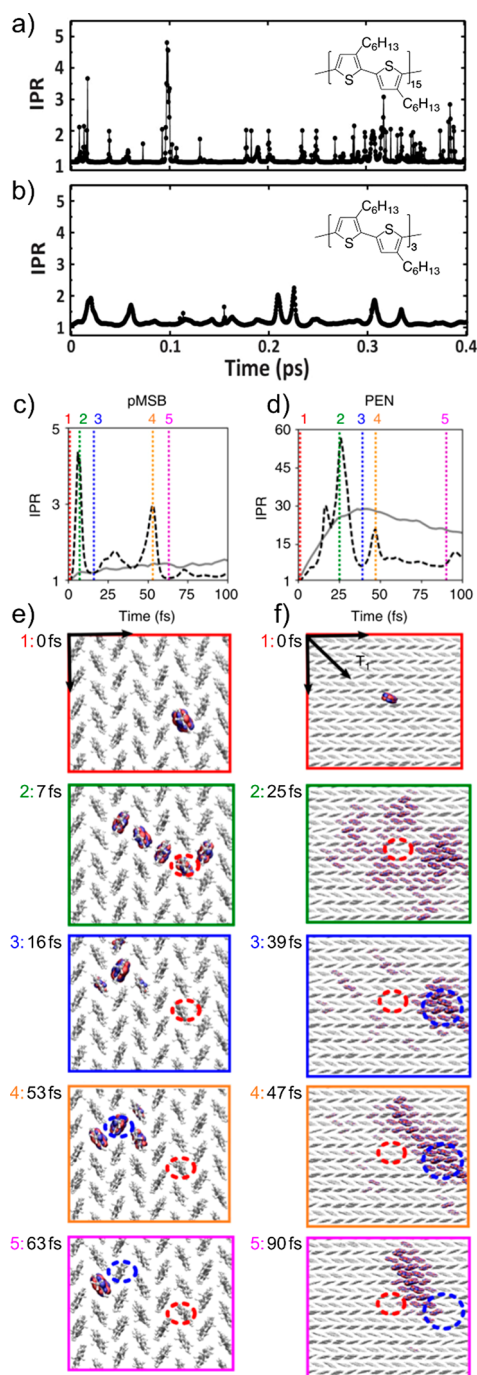 a)
5
4
3
2
1
IPR
C6H13
S
S
15
C6H13
b)
5
4
3
2
1
IPR
C6H13
S
S
3
C6H13
0
0.1
0.2
0.3
0.4
Time (ps)
c)
pMSB
1
2
3
4
5
5
3
1
IPR
0
25
50
75
100
Time (fs)
d)
PEN
1
2
3
4
5
60
45
30
15
1
IPR
0
25
50
75
100
Time (fs)
e)
1: 0 fs
2: 7 fs
3: 16 fs
4: 53 fs
5: 63 fs
f)
1: 0 fs
T1
2: 25 fs
3: 39 fs
4: 47 fs
5: 90 fs